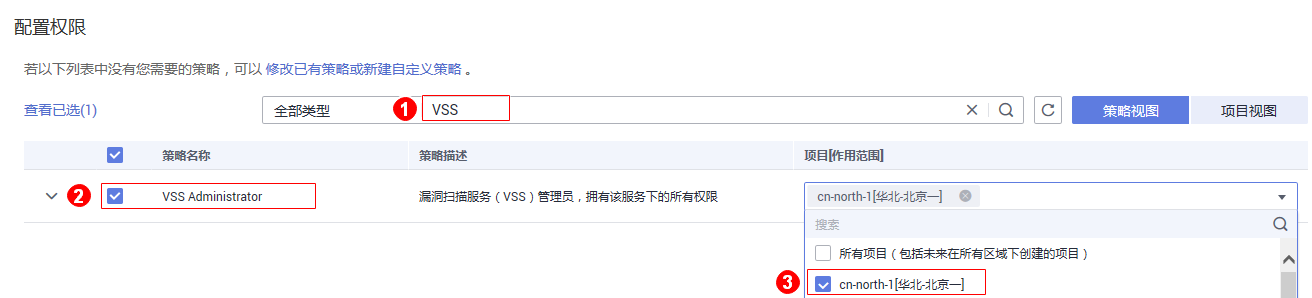 配置权限
若以下列表中没有您需要的策略，可以 修改已有策略或新建自定义策略 。
查看已选(1) 全部类型 1 VSS 策略视图 项目视图
策略名称 策略描述 项目[作用范围]
2 VSS Administrator 漏洞扫描服务（VSS）管理员，拥有该服务下的所有权限 cn-north-1[华北-北京一]
搜索
所有项目（包括未来在所有区域下创建的项目）
3 cn-north-1[华北-北京一]